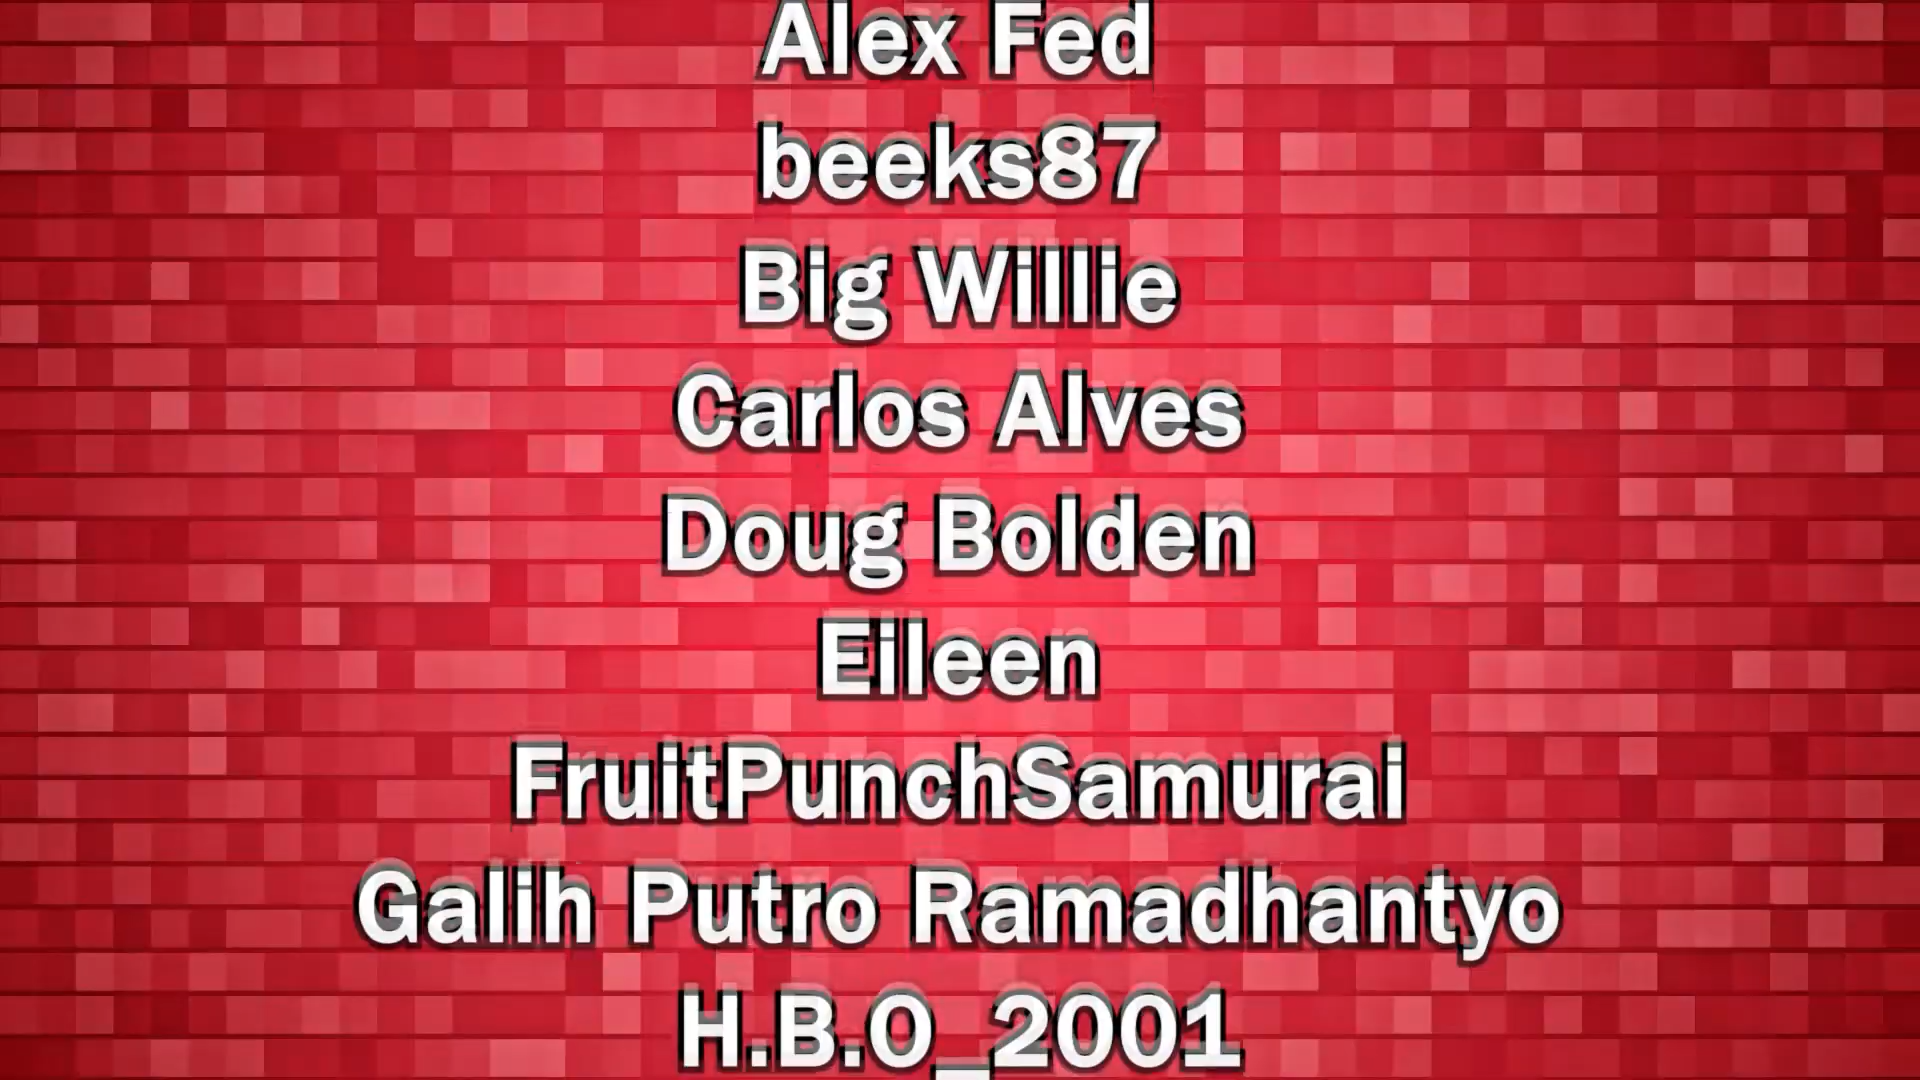 Alex Fed
beeks87
Big Willie
Carlos Alves
Doug Bolden
Eileen
FruitPunchSamurai
Galih Putro Ramadhantyo
H.B.O_2001